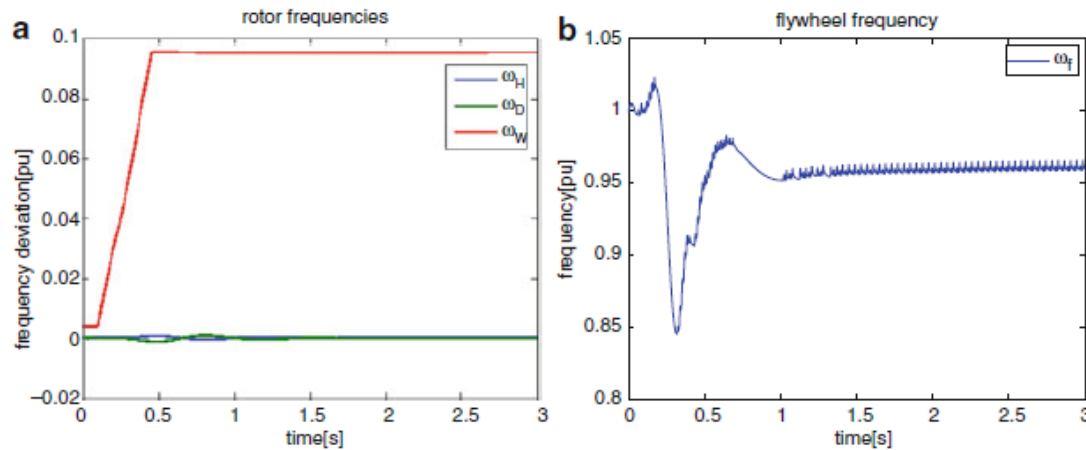 a
rotor frequencies
frequency deviation[pu]
0.1
0.08
0.06
0.04
0.02
0
−0.02
ωH
ωD
ωW
0 0.5 1 1.5 2 2.5 3
time[s]
b
flywheel frequency
frequency[pu]
1.05
1
0.95
0.9
0.85
0.8
ωf
0 0.5 1 1.5 2 2.5 3
time[s]